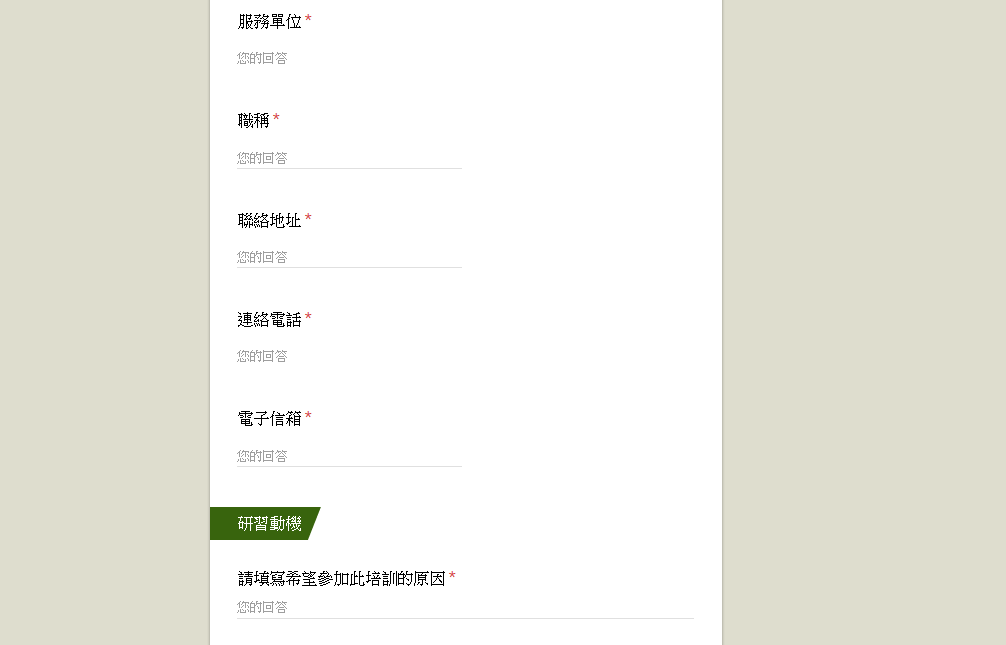 服務單位 *
您的回答
職稱 *
您的回答
聯絡地址 *
您的回答
連絡電話 *
您的回答
電子信箱 *
您的回答
研習動機
請填寫希望參加此培訓的原因 *
您的回答